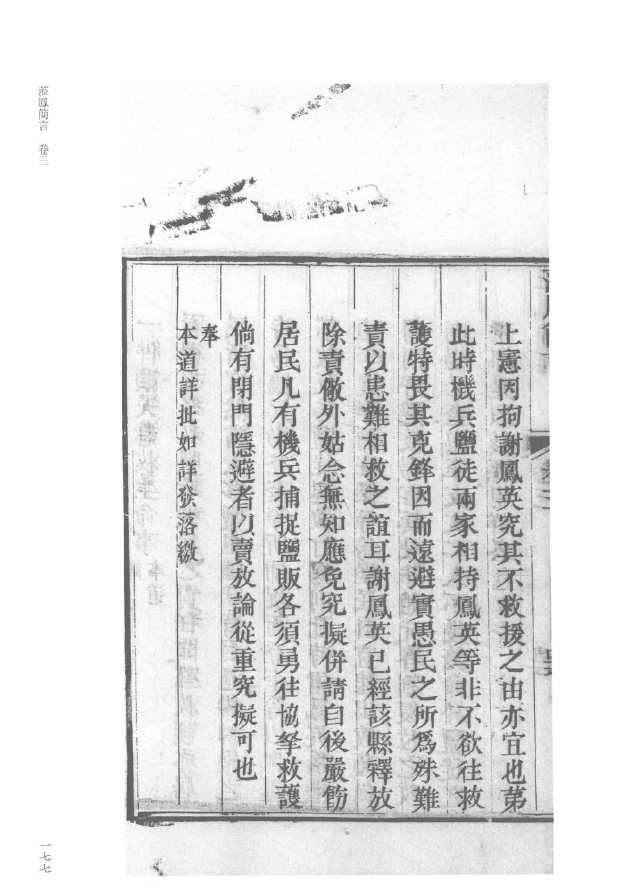 上憲因拘謝鳳英究其不救援之由亦宜也第
此時機兵鹽徒兩家相持鳳英等非不欲往救
護特畏其克鋒因而遠避實愚民之所爲殊難
責以患難相救之誼耳謝鳳英已經該縣釋放
除責儆外姑念無知應免究擬併請自後嚴飭
居民凡有機兵捕捉鹽販各須勇往協拏救護
倘有閉門隱避者以賣放論從重究擬可也
奉
本道詳批如詳發落繳
鳳簡言 卷三
一七七